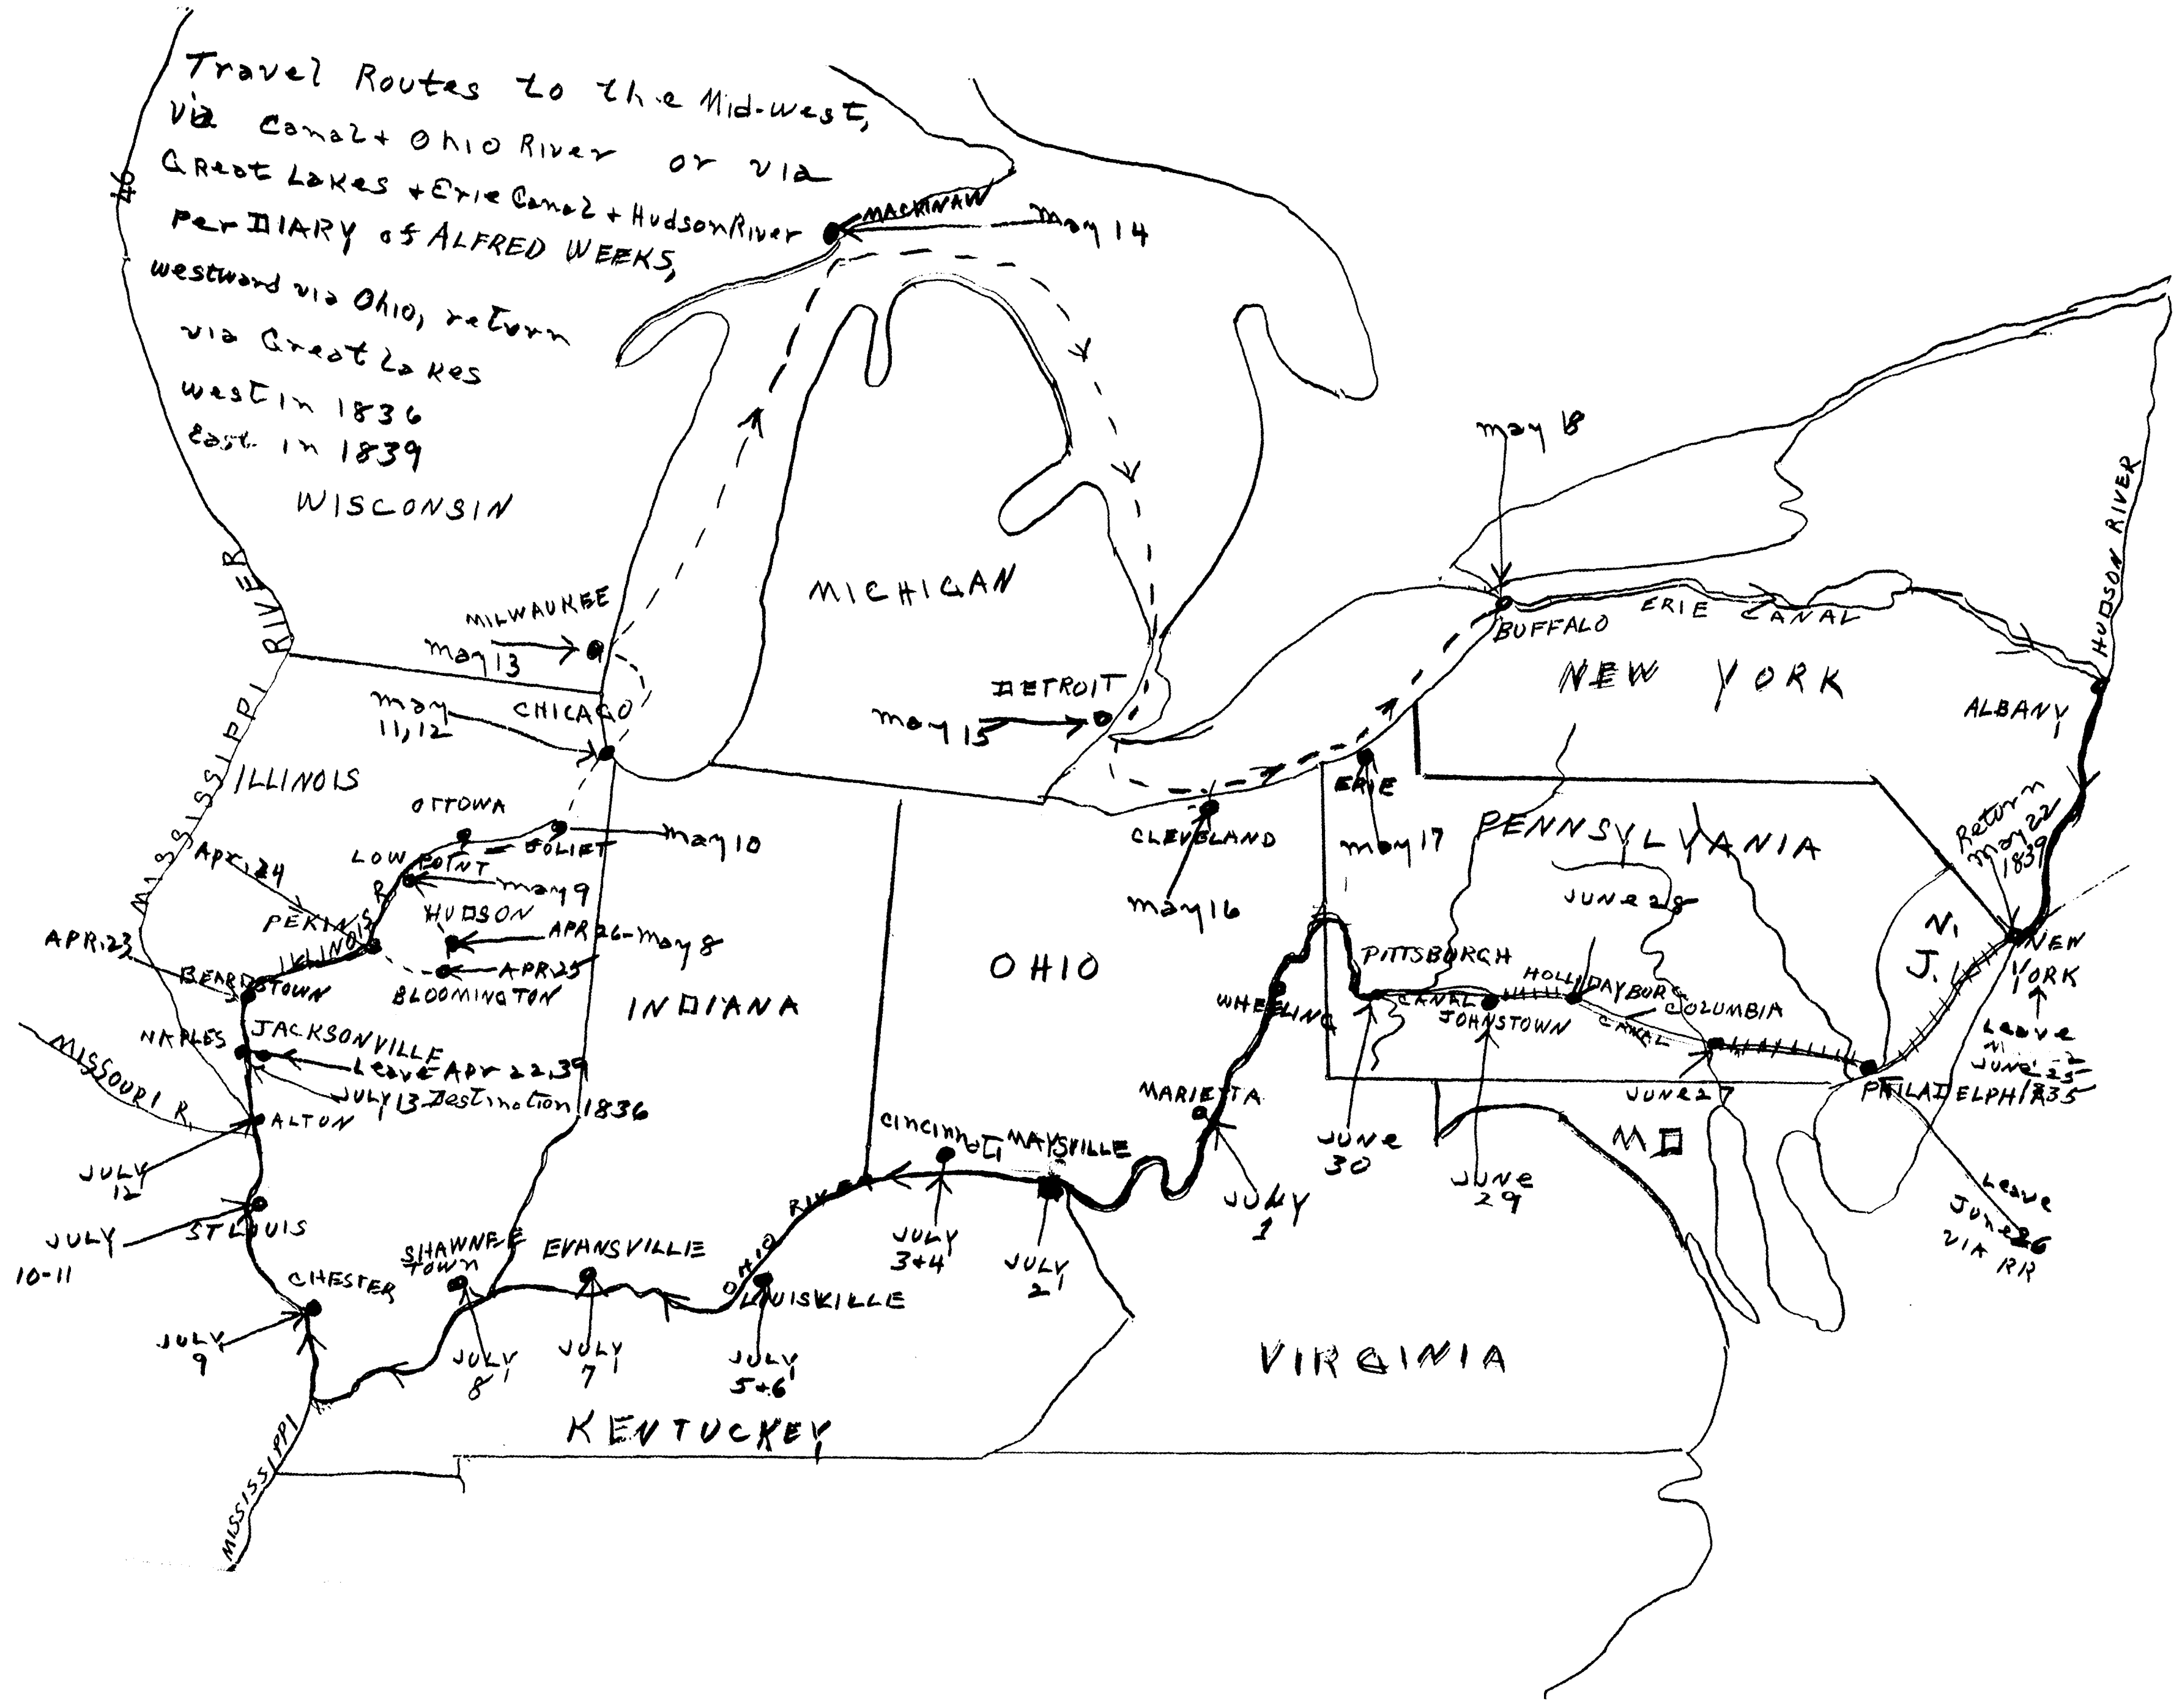 Travel Routes to the Mid-west,
via Canal + Ohio River or via
Great Lakes + Erie Canal + Hudson River
Per DIARY of ALFRED WEEKS,
westward via Ohio, return
via Great Lakes
west in 1836
East in 1839
46
WISCONSIN
MACKINAW
May 14
MISSISSIPPI RIVER
MILWAUKEE
May 13
MICHIGAN
May 18
BUFFALO
ERIE CANAL
HUDSON RIVER
NEW YORK
ALBANY
CHICAGO
May
11, 12
DETROIT
May 15
ILLINOIS
OTTOWA
JOLIET
May 10
LOW POINT
May 9
Apr. 24
PEKIN
ILLINOIS R
HUDSON
APR 26-May 8
APR 25
BLOOMINGTON
APR. 23
BEARDSTOWN
ERIE
May 17
CLEVELAND
May 16
PENNSYLVANIA
Return
May 22
1839
N.
J.
NEW
YORK
Leave
June 25
1835
OHIO
INDIANA
PITTSBURGH
CANAL
JOHNSTOWN
HOLLIDAYBURG
June 28
CANAL
COLUMBIA
June 27
PHILADELPHIA
Leave
June 26
VIA RR
WHEELING
NAPLES
JACKSONVILLE
Leave Apr 22, 39
JULY 13 Destination 1836
MISSOURI R.
ALTON
JULY
12
ST LOUIS
JULY
10-11
CHESTER
JULY
9
SHAWNEE
TOWN
JULY
8
EVANSVILLE
JULY
7
OHIO RIVER
LOUISVILLE
JULY
5+6
Cincinnati
JULY
3+4
MAYSVILLE
JULY
2
MARIETTA
JULY
1
JUNE
30
JUNE
29
MD
VIRGINIA
KENTUCKEY
MISSISSIPPI